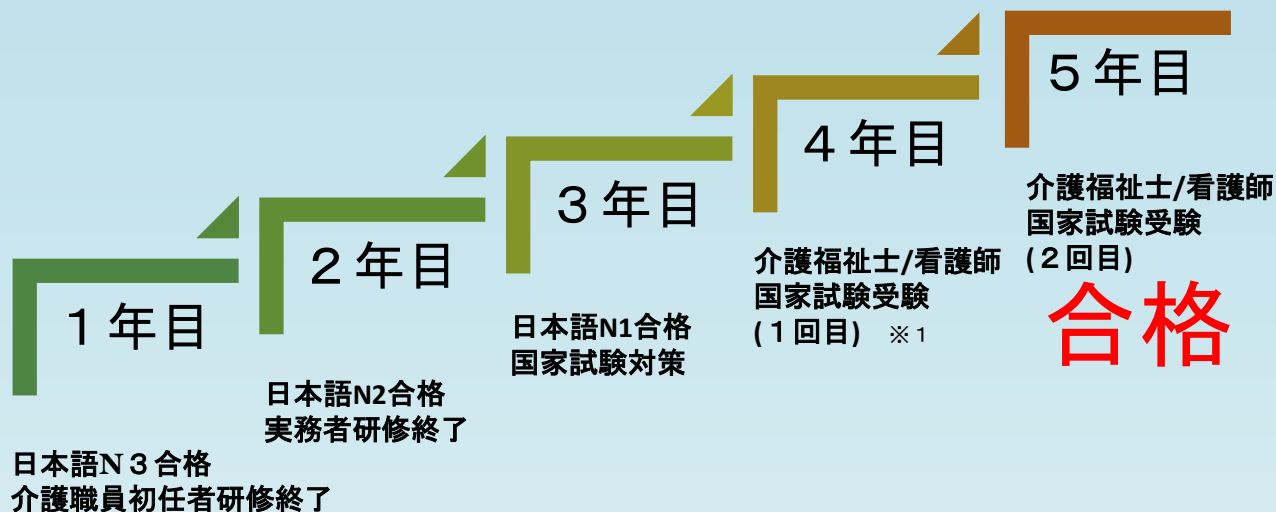 １年目
日本語N３合格
介護職員初任者研修終了
２年目
日本語N2合格
実務者研修終了
３年目
日本語N1合格
国家試験対策
４年目
介護福祉士/看護師
国家試験受験
(１回目) ※１
５年目
介護福祉士/看護師
国家試験受験
(２回目)
合格